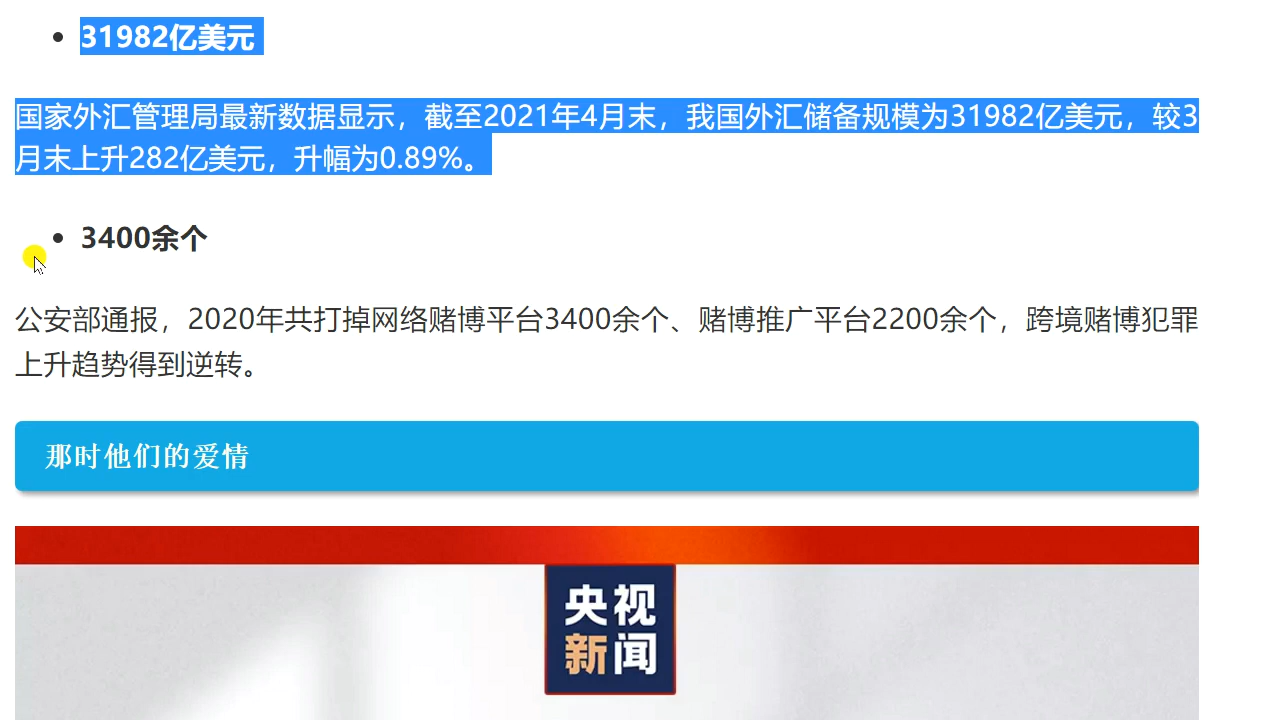 31982亿美元
国家外汇管理局最新数据显示，截至2021年4月末，我国外汇储备规模为31982亿美元，较3
月末上升282亿美元，升幅为0.89%。
3400余个
公安部通报，2020年共打掉网络赌博平台3400余个、赌博推广平台2200余个，跨境赌博犯罪
上升趋势得到逆转。
那时他们的爱情
央视
新闻